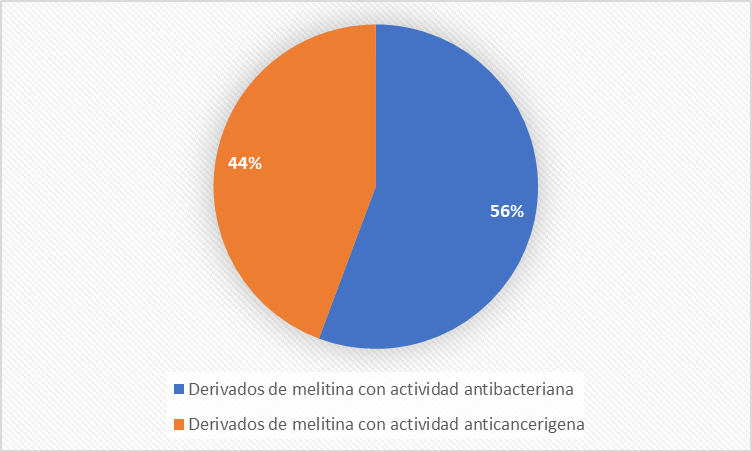 44%
56%
Derivados de melitina con actividad antibacteriana
Derivados de melitina con actividad anticancerigena